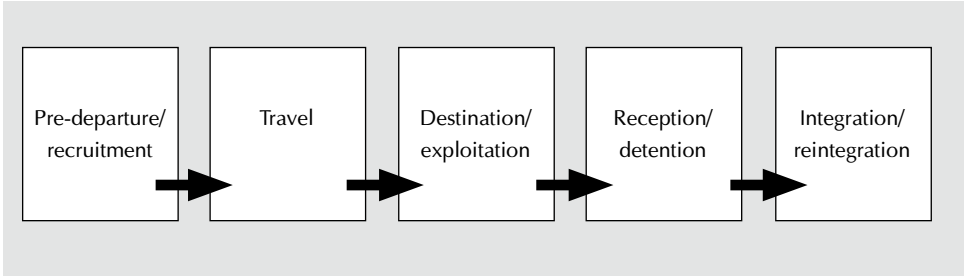 Pre-departure/
recruitment
Travel
Destination/
exploitation
Reception/
detention
Integration/
reintegration